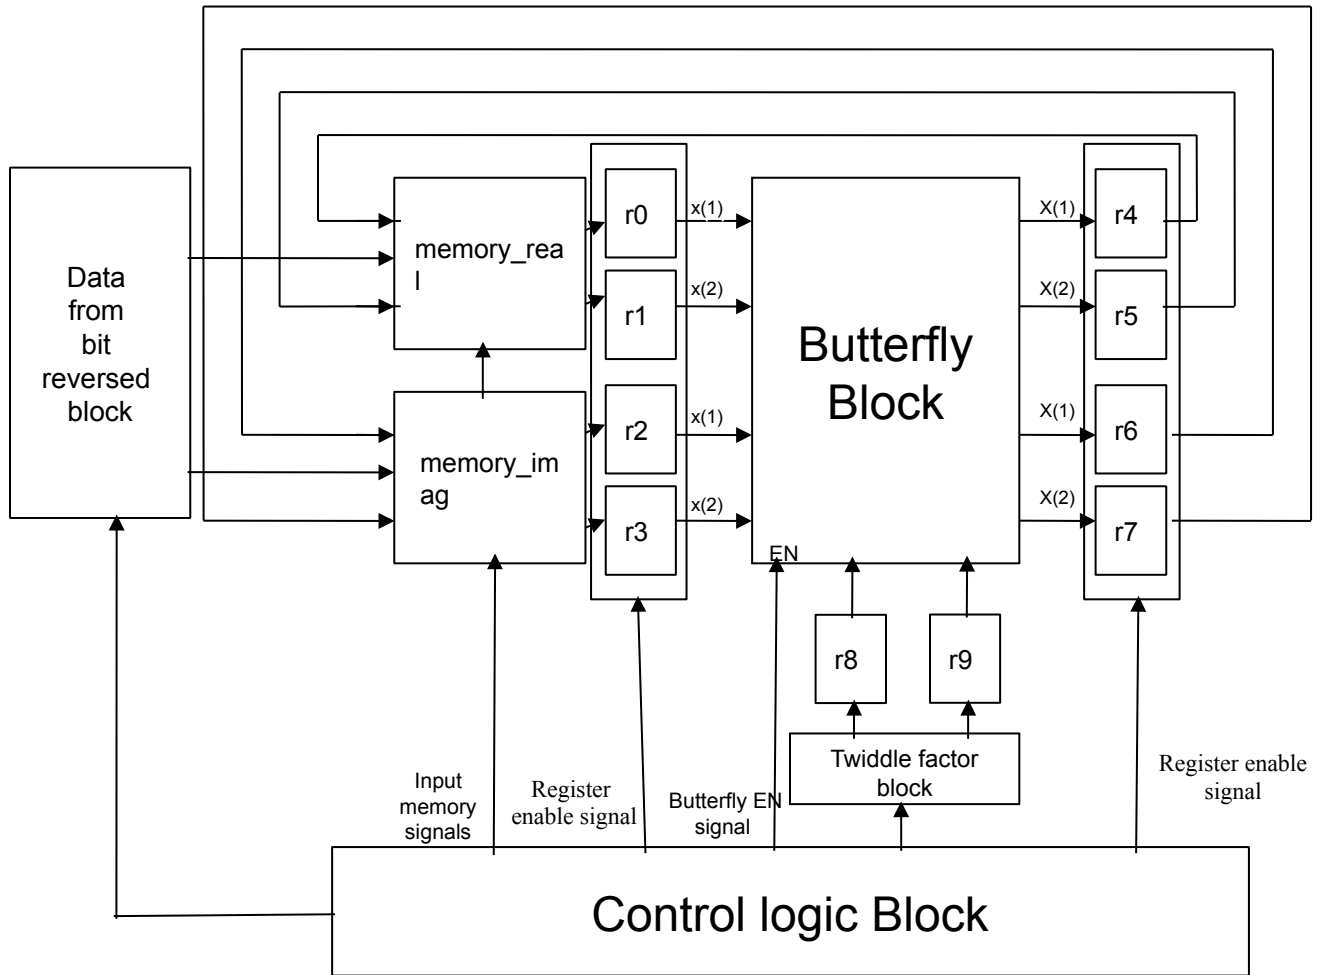 Data
from
bit
reversed
block
memory_rea
l
memory_im
ag
r0
r1
r2
r3
x(1)
x(2)
x(1)
x(2)
Butterfly
Block
EN
X(1)
X(2)
X(1)
X(2)
r4
r5
r6
r7
r8
r9
Twiddle factor
block
Input
memory
signals
Register
enable signal
Butterfly EN
signal
Register enable
signal
Control logic Block